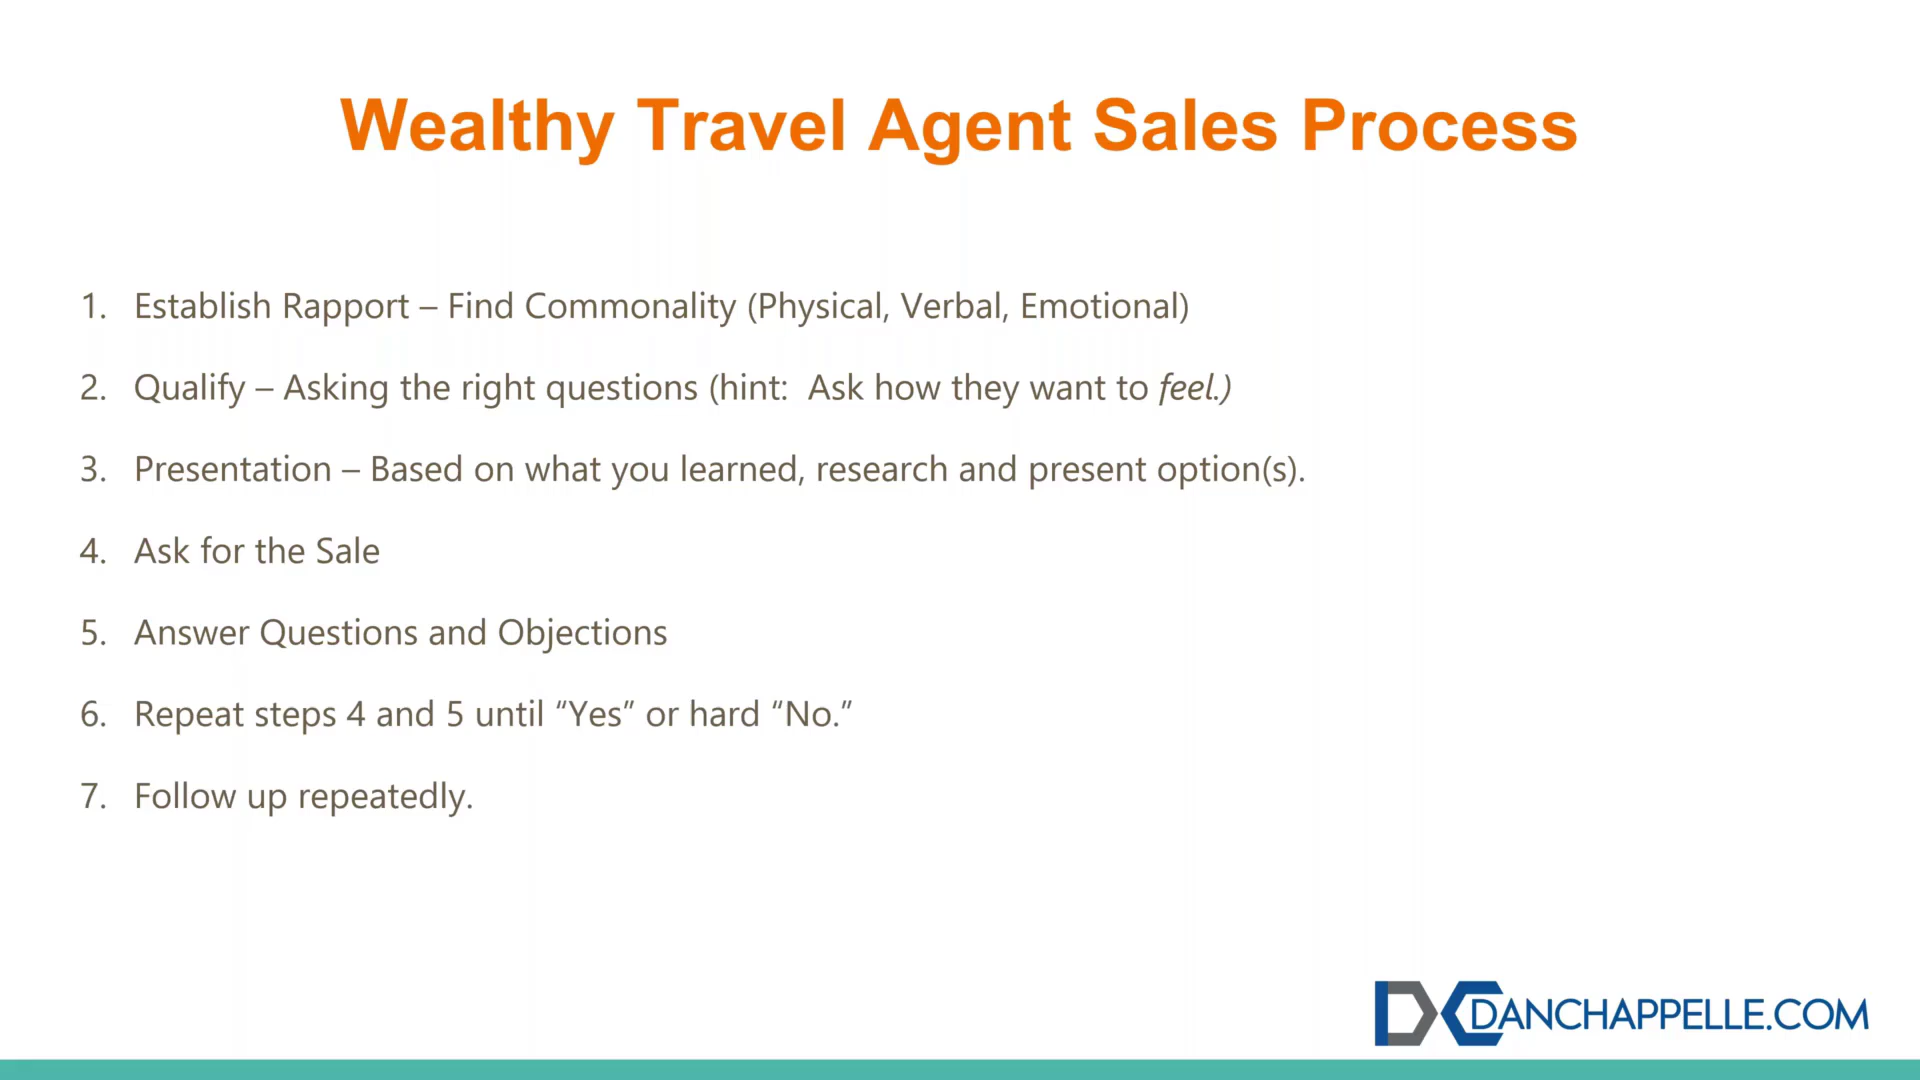 Wealthy Travel Agent Sales Process
1. Establish Rapport – Find Commonality (Physical, Verbal, Emotional)
2. Qualify – Asking the right questions (hint:  Ask how they want to feel.)
3. Presentation – Based on what you learned, research and present option(s).
4. Ask for the Sale
5. Answer Questions and Objections
6. Repeat steps 4 and 5 until “Yes” or hard “No.”
7. Follow up repeatedly.
DC DANCHAPPELLE.COM